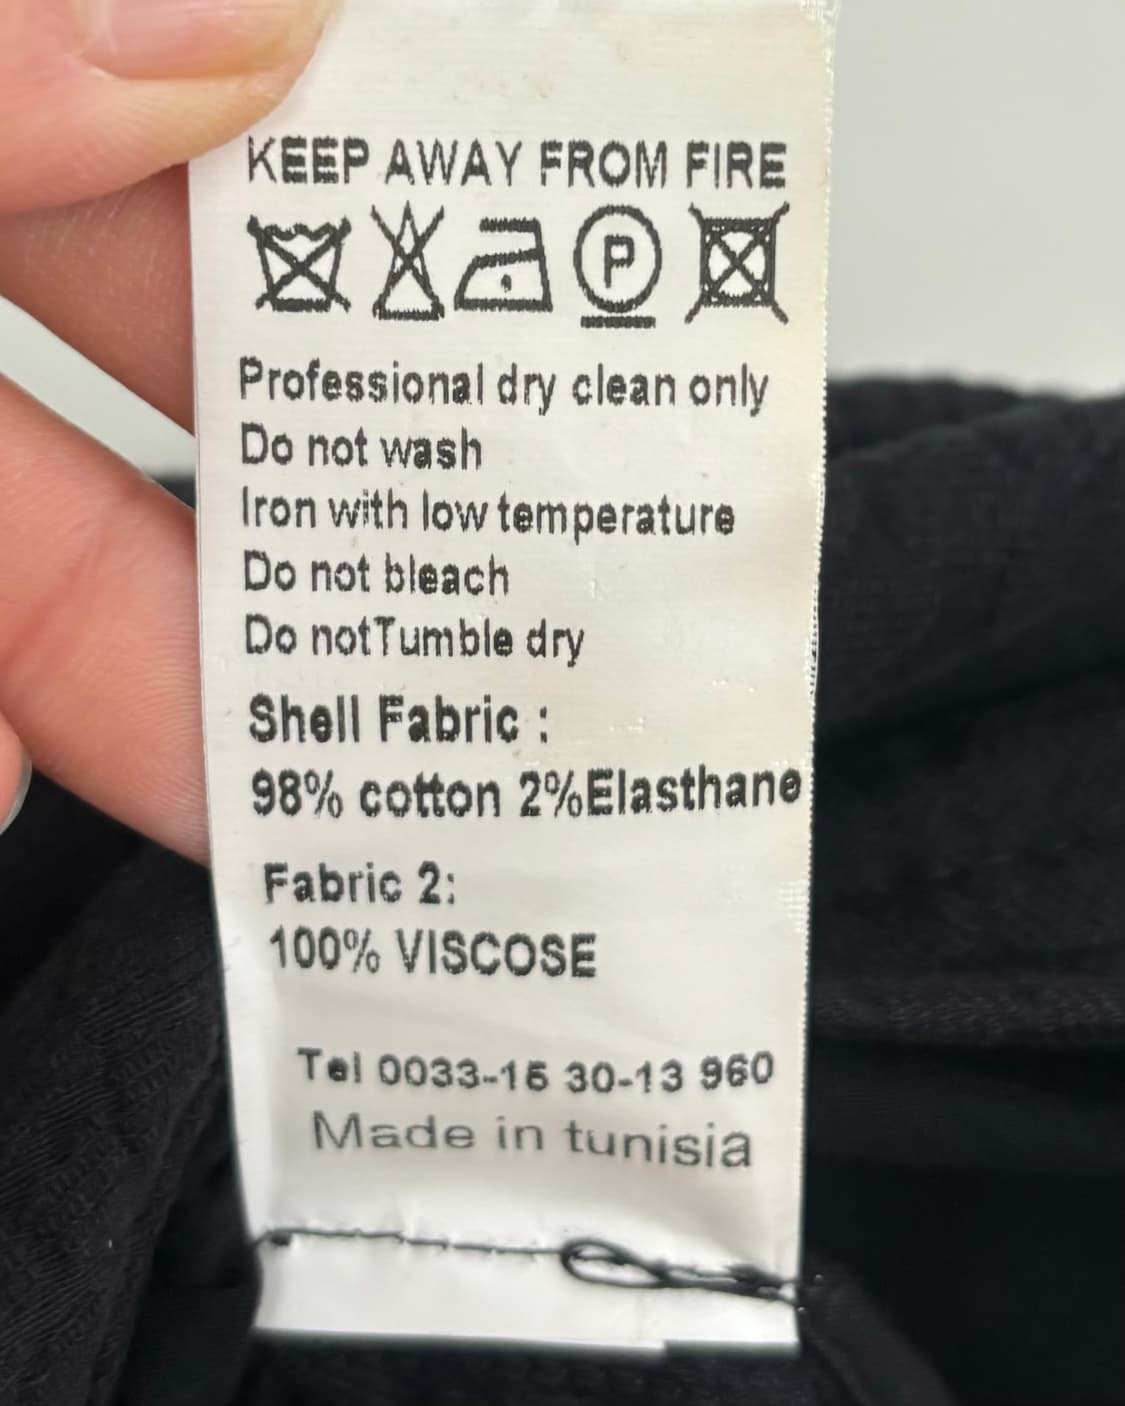 KEEP AWAY FROM FIRE
P
Professional dry clean only
Do not wash
Iron with low temperature
Do not bleach
Do notTumble dry
Shell Fabric :
98% cotton 2%Elasthane
Fabric 2:
100% VISCOSE
Tel 0033-15 30-13 960
Made in tunisia